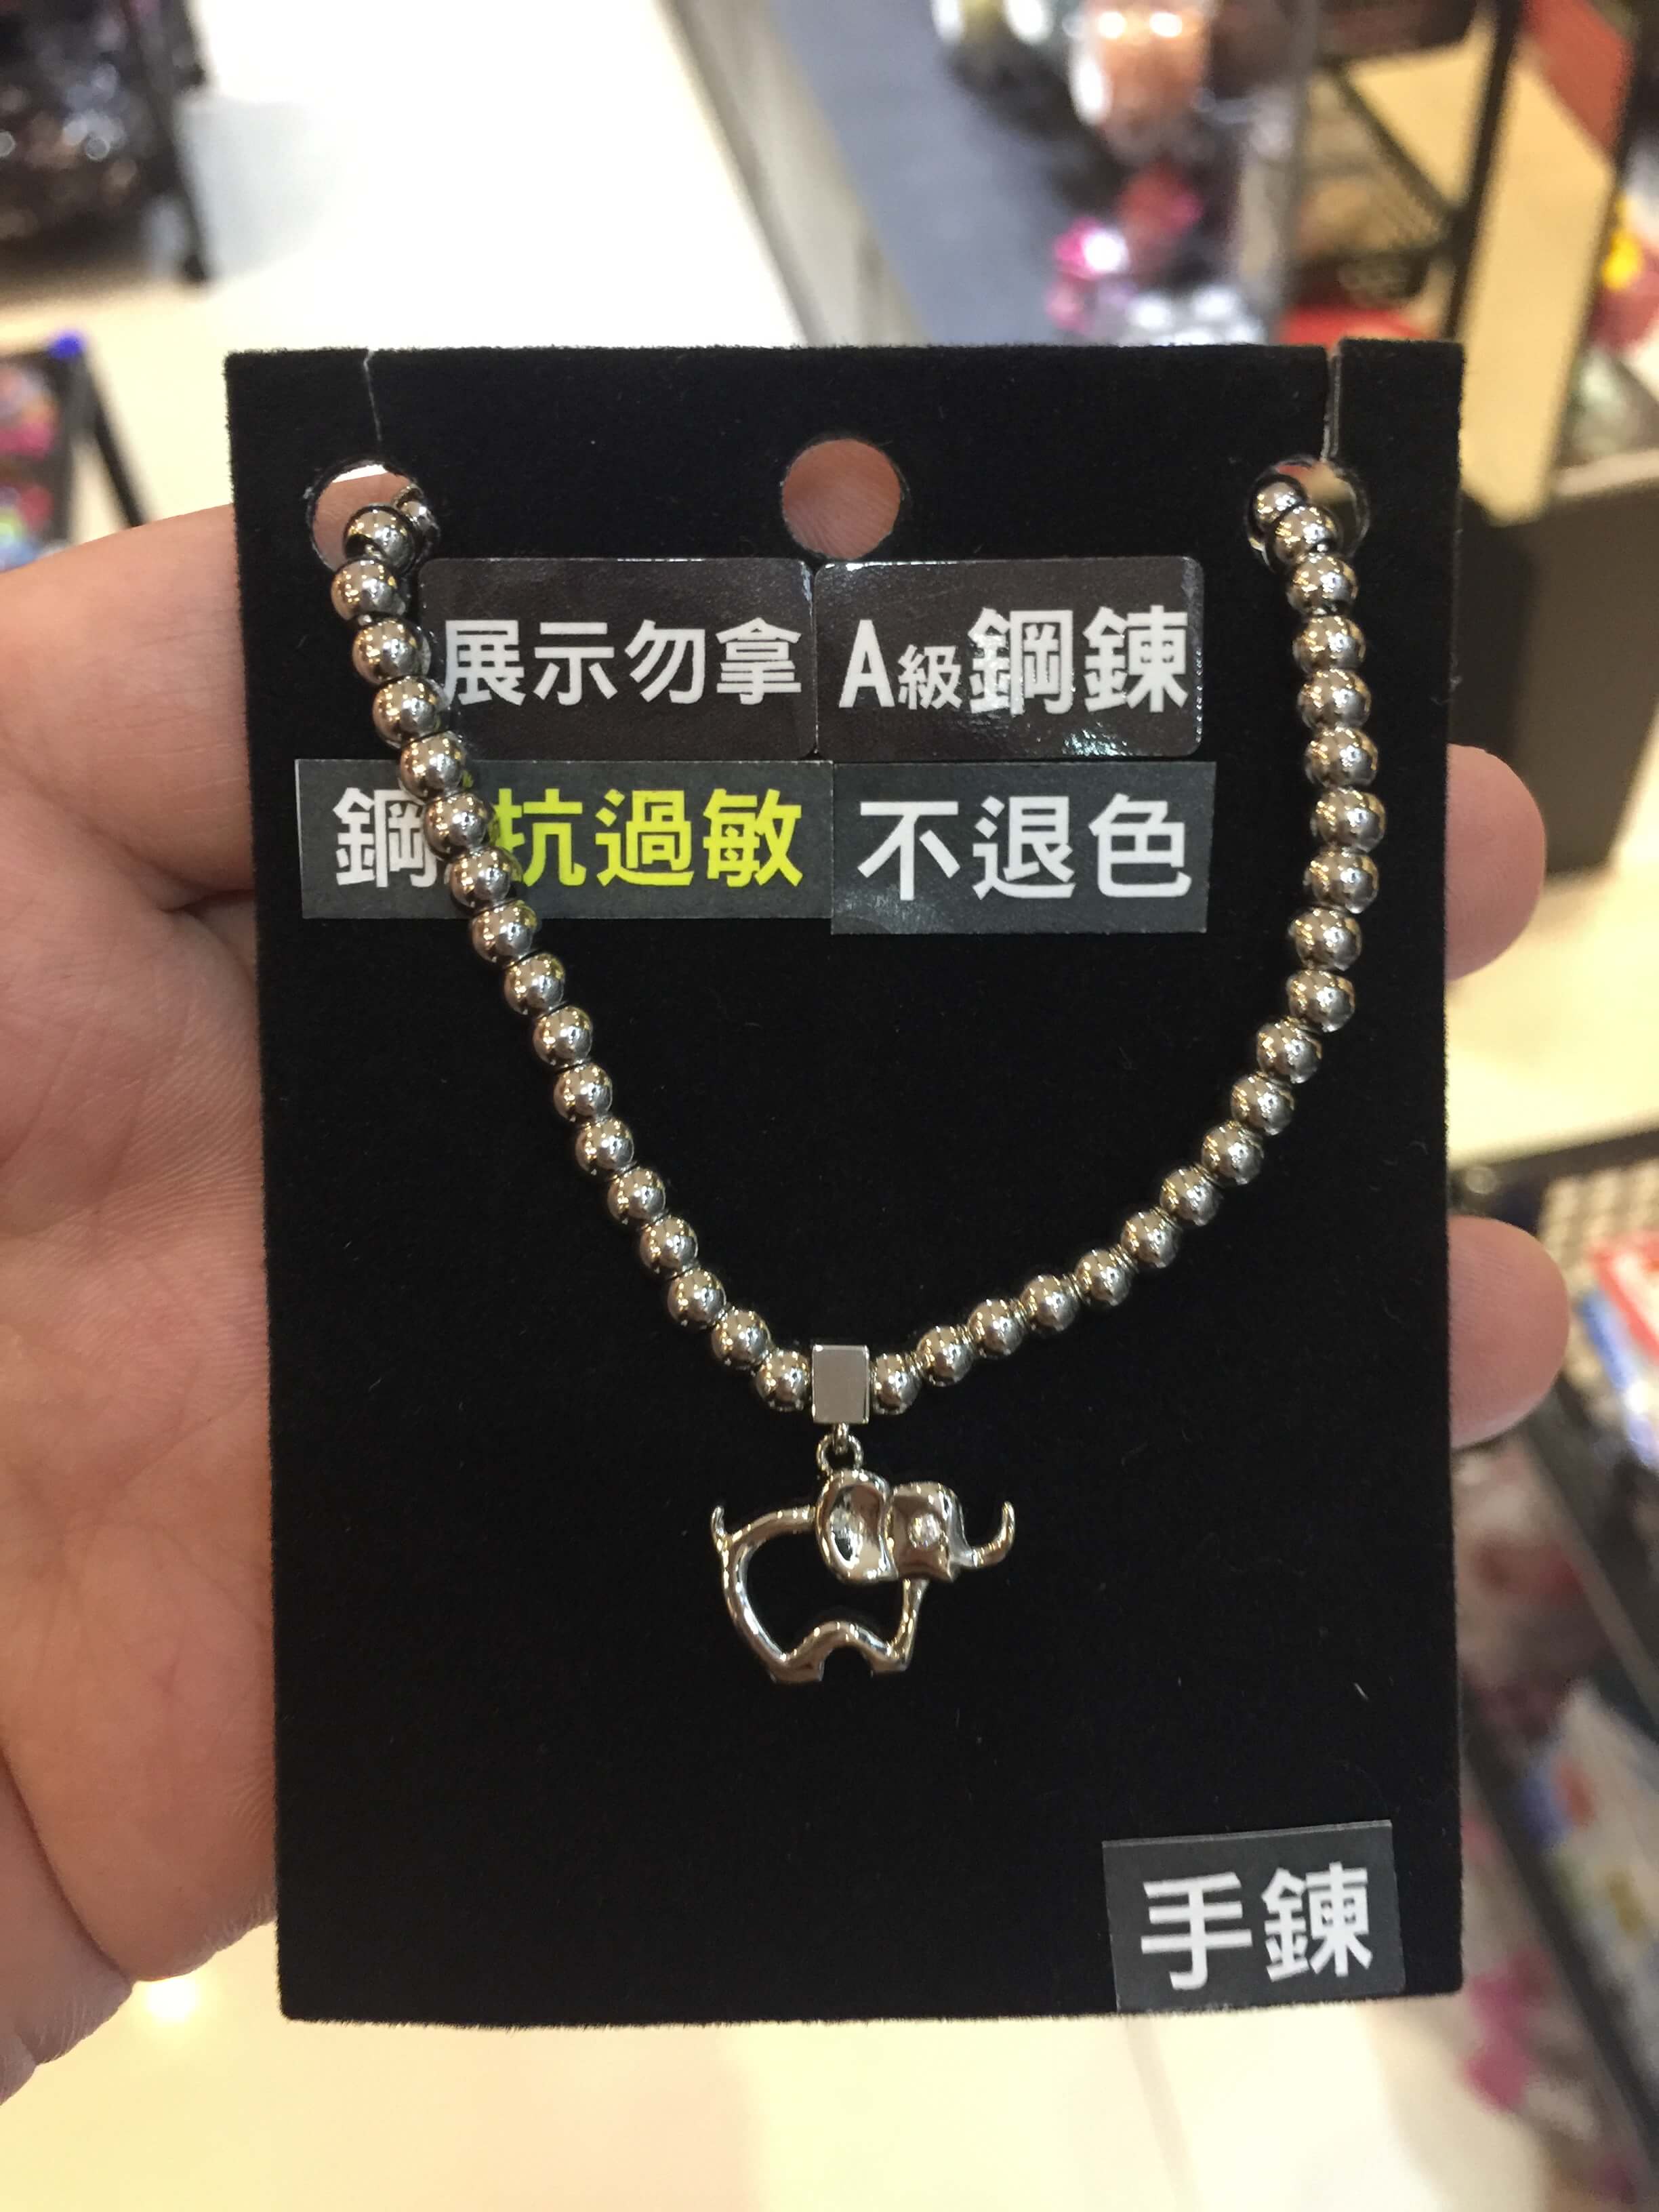 展示勿拿 A級鋼鍊
鋼 抗過敏 不退色
手鍊